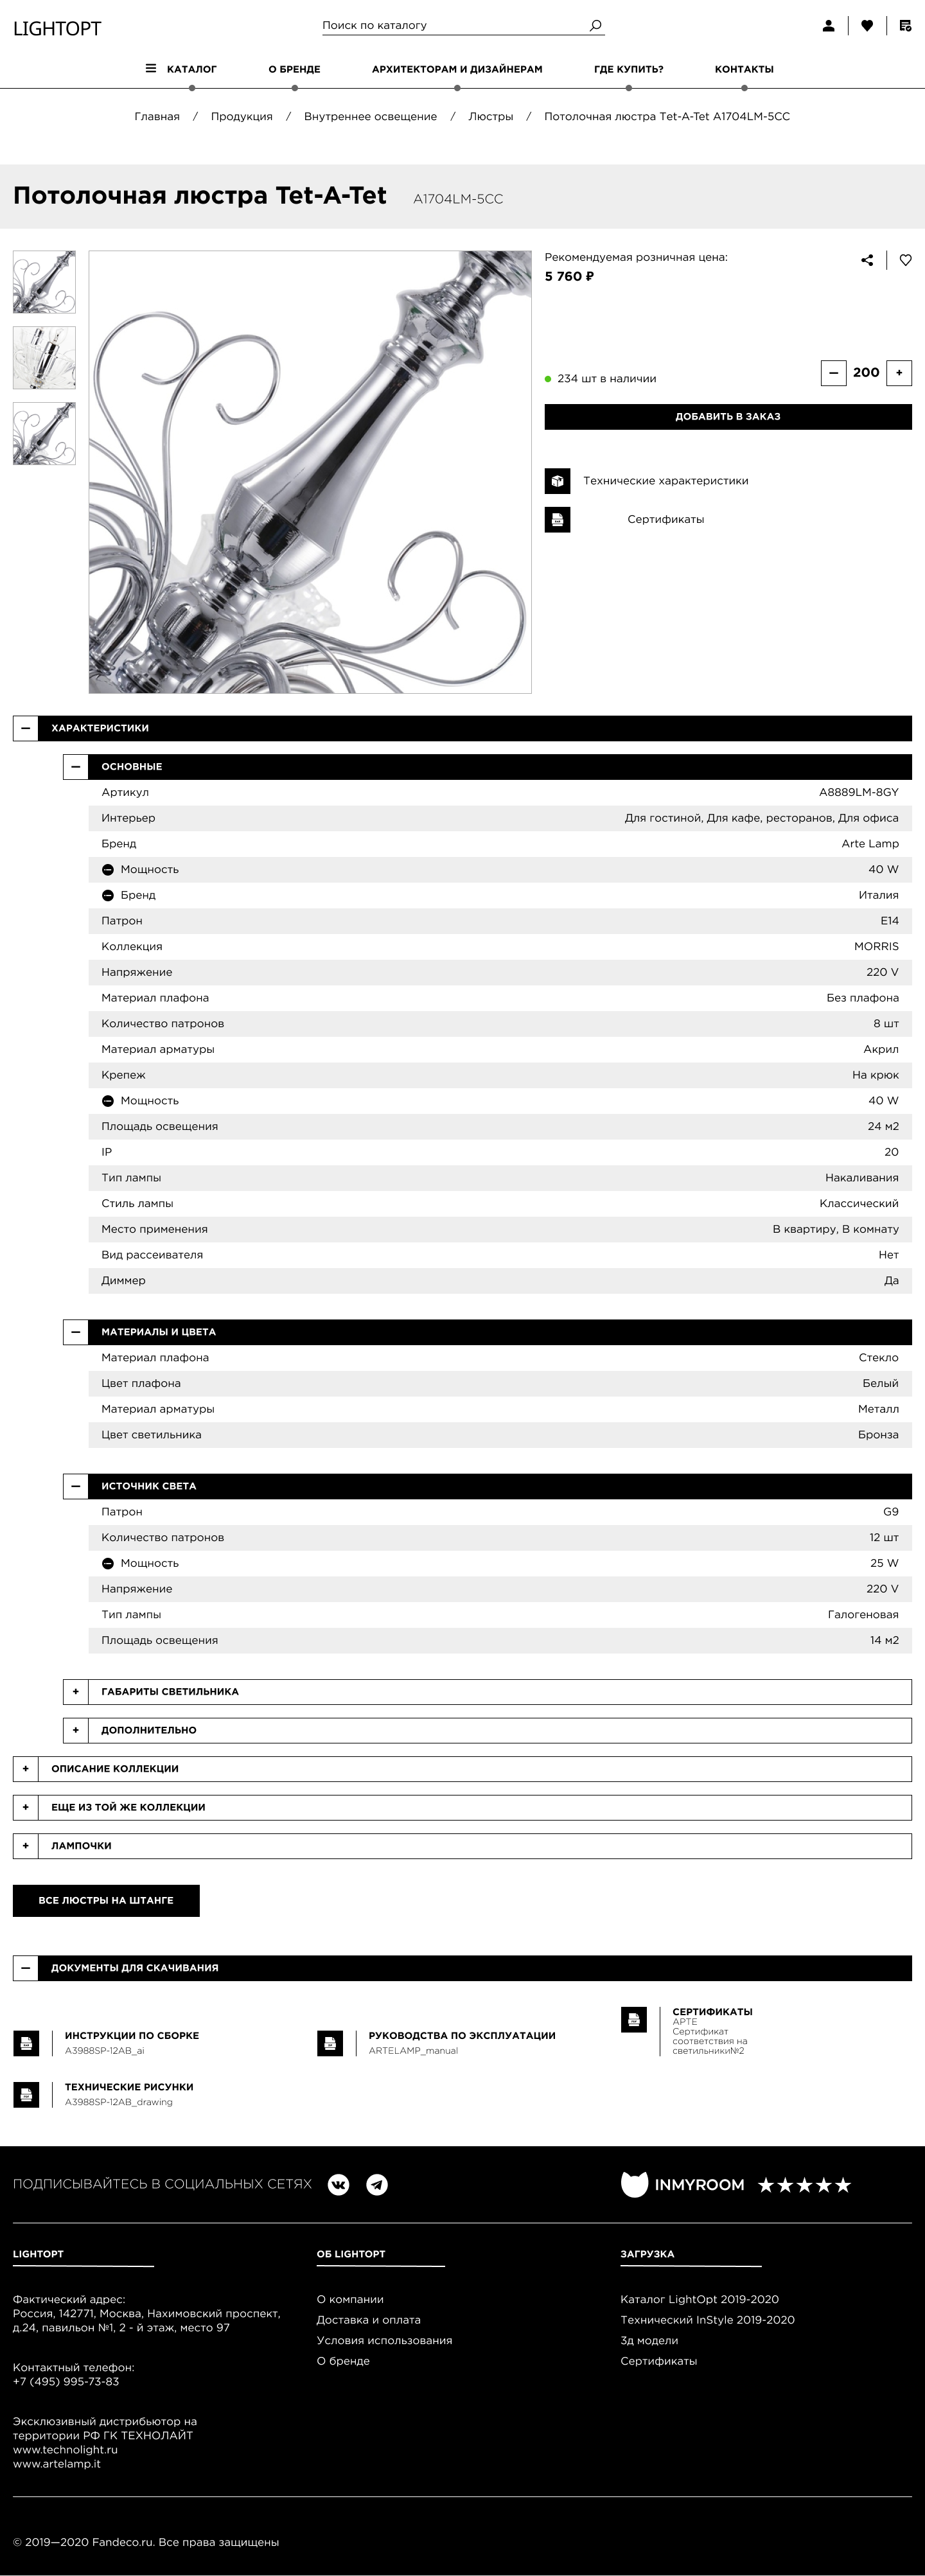 LIGHTOPT
Поиск по каталогу
КАТАЛОГ
О БРЕНДЕ
АРХИТЕКТОРАМ И ДИЗАЙНЕРАМ
ГДЕ КУПИТЬ?
КОНТАКТЫ
Главная / Продукция / Внутреннее освещение / Люстры / Потолочная люстра Tet-A-Tet A1704LM-5CC
Потолочная люстра Tet-A-Tet A1704LM-5CC
Рекомендуемая розничная цена:
5 760 ₽
234 шт в наличии
— 200 +
ДОБАВИТЬ В ЗАКАЗ
Технические характеристики
Сертификаты
— ХАРАКТЕРИСТИКИ
— ОСНОВНЫЕ
Артикул A8889LM-8GY
Интерьер Для гостиной, Для кафе, ресторанов, Для офиса
Бренд Arte Lamp
Мощность 40 W
Бренд Италия
Патрон E14
Коллекция MORRIS
Напряжение 220 V
Материал плафона Без плафона
Количество патронов 8 шт
Материал арматуры Акрил
Крепеж На крюк
Мощность 40 W
Площадь освещения 24 м2
IP 20
Тип лампы Накаливания
Стиль лампы Классический
Место применения В квартиру, В комнату
Вид рассеивателя Нет
Диммер Да
— МАТЕРИАЛЫ И ЦВЕТА
Материал плафона Стекло
Цвет плафона Белый
Материал арматуры Металл
Цвет светильника Бронза
— ИСТОЧНИК СВЕТА
Патрон G9
Количество патронов 12 шт
Мощность 25 W
Напряжение 220 V
Тип лампы Галогеновая
Площадь освещения 14 м2
+ ГАБАРИТЫ СВЕТИЛЬНИКА
+ ДОПОЛНИТЕЛЬНО
+ ОПИСАНИЕ КОЛЛЕКЦИИ
+ ЕЩЕ ИЗ ТОЙ ЖЕ КОЛЛЕКЦИИ
+ ЛАМПОЧКИ
ВСЕ ЛЮСТРЫ НА ШТАНГЕ
— ДОКУМЕНТЫ ДЛЯ СКАЧИВАНИЯ
ИНСТРУКЦИИ ПО СБОРКЕ
A3988SP-12AB_ai
РУКОВОДСТВА ПО ЭКСПЛУАТАЦИИ
ARTELAMP_manual
СЕРТИФИКАТЫ
АРТЕ
Сертификат
соответствия на
светильники№2
ТЕХНИЧЕСКИЕ РИСУНКИ
A3988SP-12AB_drawing
ПОДПИСЫВАЙТЕСЬ В СОЦИАЛЬНЫХ СЕТЯХ
INMYROOM
LIGHTOPT
Фактический адрес:
Россия, 142771, Москва, Нахимовский проспект,
д.24, павильон №1, 2 - й этаж, место 97
Контактный телефон:
+7 (495) 995-73-83
Эксклюзивный дистрибьютор на
территории РФ ГК ТЕХНОЛАЙТ
www.technolight.ru
www.artelamp.it
ОБ LIGHTOPT
О компании
Доставка и оплата
Условия использования
О бренде
ЗАГРУЗКА
Каталог LightOpt 2019-2020
Технический InStyle 2019-2020
3д модели
Сертификаты
© 2019—2020 Fandeco.ru. Все права защищены